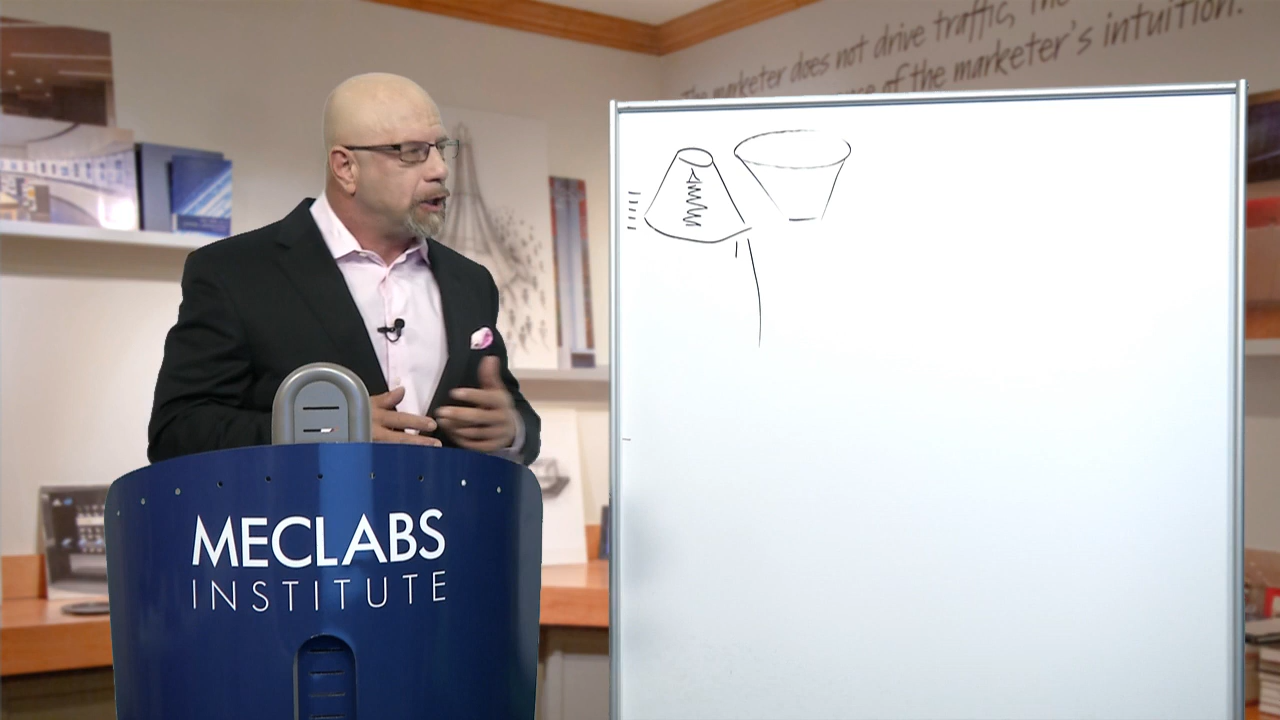 The marketer does not drive traffic, The
of the marketer's intuition.
MECLABS
INSTITUTE